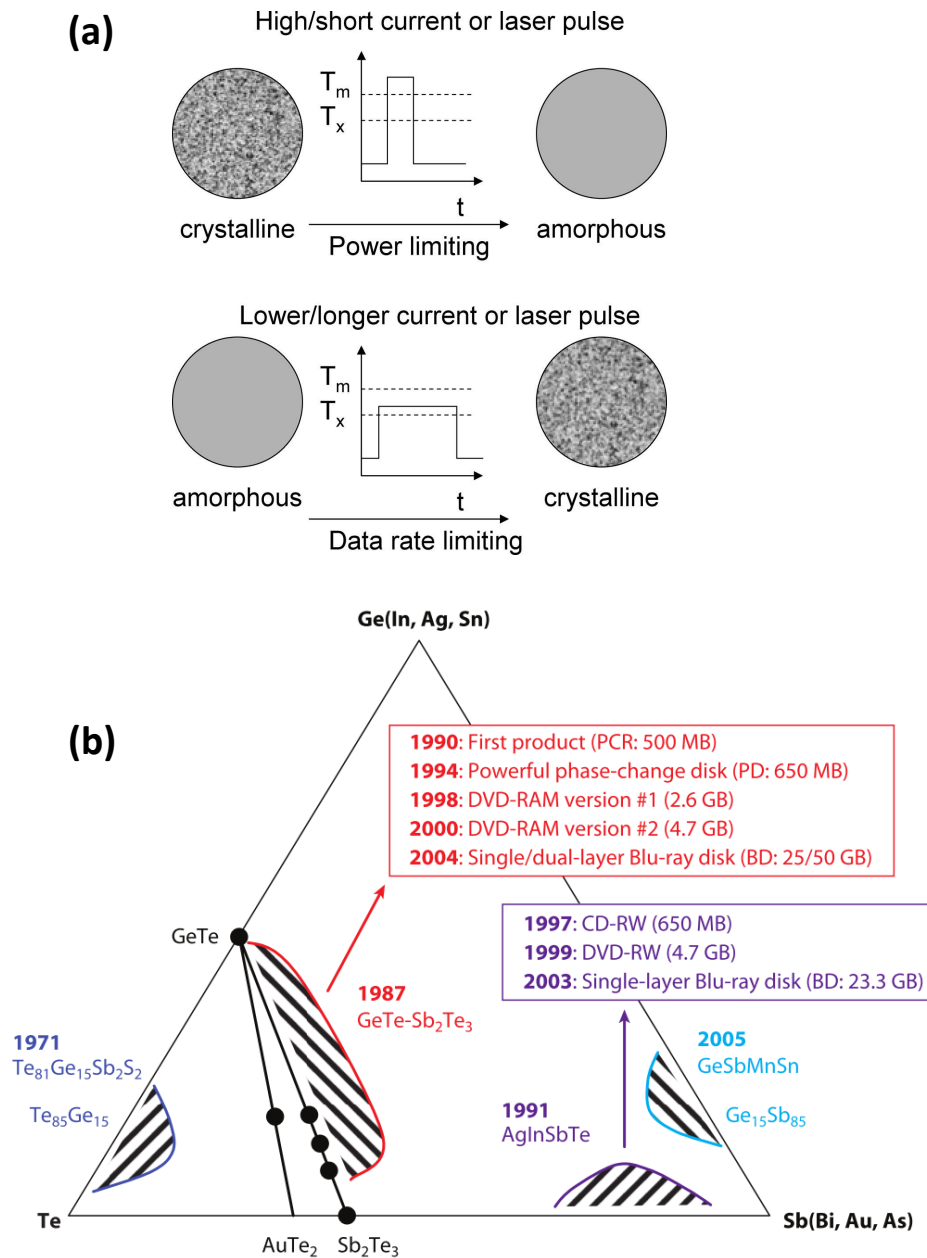 (a)
High/short current or laser pulse
Tm
Tx
t
crystalline
amorphous
Power limiting
Lower/longer current or laser pulse
Tm
Tx
t
amorphous
crystalline
Data rate limiting
(b)
Ge(In, Ag, Sn)
1990: First product (PCR: 500 MB)
1994: Powerful phase-change disk (PD: 650 MB)
1998: DVD-RAM version #1 (2.6 GB)
2000: DVD-RAM version #2 (4.7 GB)
2004: Single/dual-layer Blu-ray disk (BD: 25/50 GB)
1997: CD-RW (650 MB)
1999: DVD-RW (4.7 GB)
2003: Single-layer Blu-ray disk (BD: 23.3 GB)
GeTe
1987
GeTe-Sb₂Te₃
1971
Te₈₁Ge₁₅Sb₂S₂
Te₈₅Ge₁₅
2005
GeSbMnSn
Ge₁₅Sb₈₅
1991
AgInSbTe
Te
AuTe₂
Sb₂Te₃
Sb(Bi, Au, As)